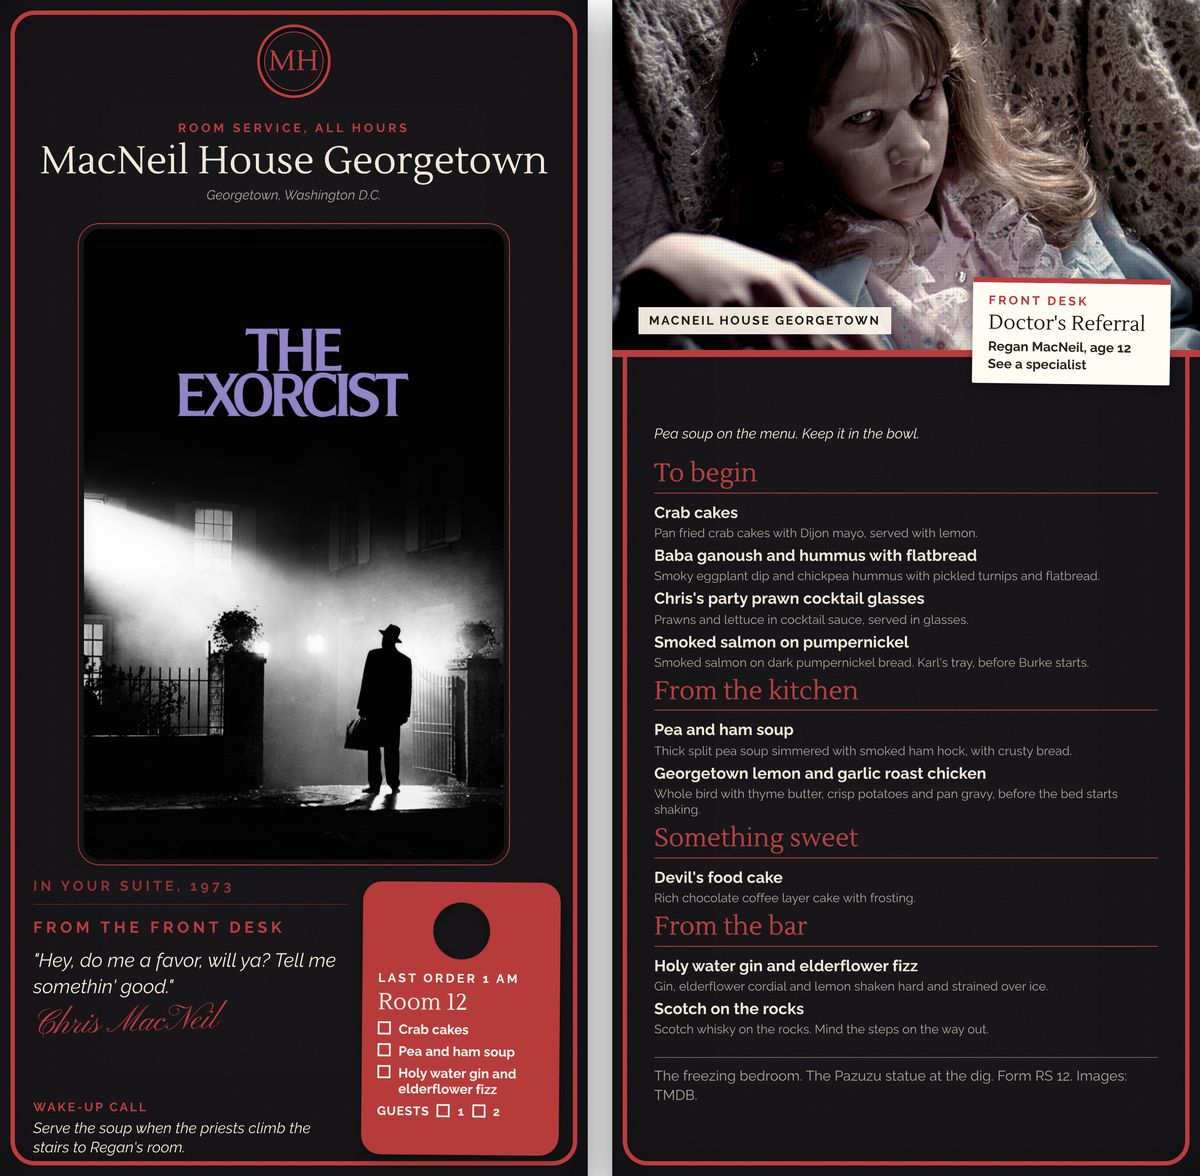 MH
ROOM SERVICE, ALL HOURS
MacNeil House Georgetown
Georgetown, Washington D.C.
THE
EXORCIST
IN YOUR SUITE, 1973
FROM THE FRONT DESK
"Hey, do me a favor, will ya? Tell me
somethin' good."
Chris MacNeil
WAKE-UP CALL
Serve the soup when the priests climb the
stairs to Regan's room.
LAST ORDER 1 AM
Room 12
Crab cakes
Pea and ham soup
Holy water gin and
elderflower fizz
GUESTS 1 2
MACNEIL HOUSE GEORGETOWN
FRONT DESK
Doctor's Referral
Regan MacNeil, age 12
See a specialist
Pea soup on the menu. Keep it in the bowl.
To begin
Crab cakes
Pan fried crab cakes with Dijon mayo, served with lemon.
Baba ganoush and hummus with flatbread
Smoky eggplant dip and chickpea hummus with pickled turnips and flatbread.
Chris's party prawn cocktail glasses
Prawns and lettuce in cocktail sauce, served in glasses.
Smoked salmon on pumpernickel
Smoked salmon on dark pumpernickel bread. Karl's tray, before Burke starts.
From the kitchen
Pea and ham soup
Thick split pea soup simmered with smoked ham hock, with crusty bread.
Georgetown lemon and garlic roast chicken
Whole bird with thyme butter, crisp potatoes and pan gravy, before the bed starts
shaking.
Something sweet
Devil's food cake
Rich chocolate coffee layer cake with frosting.
From the bar
Holy water gin and elderflower fizz
Gin, elderflower cordial and lemon shaken hard and strained over ice.
Scotch on the rocks
Scotch whisky on the rocks. Mind the steps on the way out.
The freezing bedroom. The Pazuzu statue at the dig. Form RS 12. Images:
TMDB.